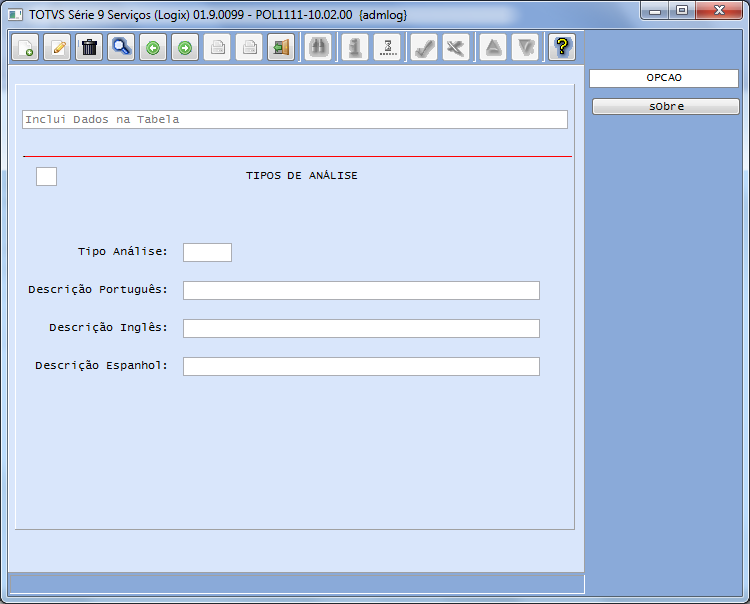 TOTVS Série 9 Serviços (Logix) 01.9.0099 - POL1111-10.02.00 {admlog}
OPCAO
sObre
Inclui Dados na Tabela
TIPOS DE ANÁLISE
Tipo Análise:
Descrição Português:
Descrição Inglês:
Descrição Espanhol: